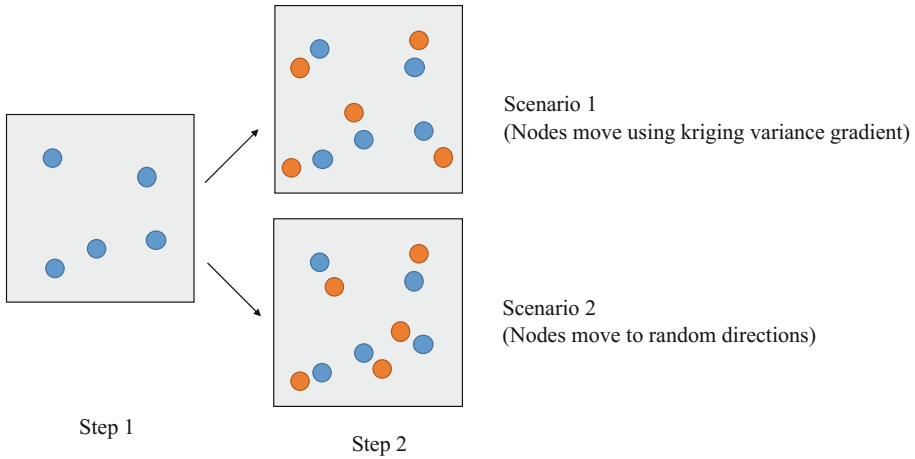 Scenario 1
(Nodes move using kriging variance gradient)
Scenario 2
(Nodes move to random directions)
Step 1
Step 2